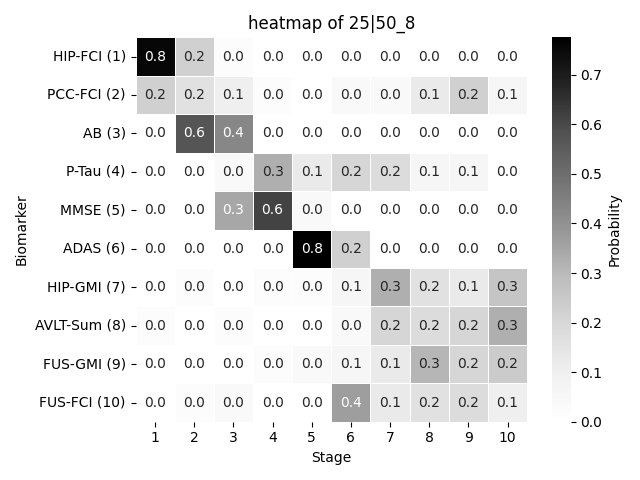 heatmap of 25|50_8
HIP-FCI (1) 0.8 0.2 0.0 0.0 0.0 0.0 0.0 0.0 0.0 0.0
PCC-FCI (2) 0.2 0.2 0.1 0.0 0.0 0.0 0.0 0.1 0.2 0.1
AB (3) 0.0 0.6 0.4 0.0 0.0 0.0 0.0 0.0 0.0 0.0
P-Tau (4) 0.0 0.0 0.0 0.3 0.1 0.2 0.2 0.1 0.1 0.0
MMSE (5) 0.0 0.0 0.3 0.6 0.0 0.0 0.0 0.0 0.0 0.0
ADAS (6) 0.0 0.0 0.0 0.0 0.8 0.2 0.0 0.0 0.0 0.0
HIP-GMI (7) 0.0 0.0 0.0 0.0 0.0 0.1 0.3 0.2 0.1 0.3
AVLT-Sum (8) 0.0 0.0 0.0 0.0 0.0 0.0 0.2 0.2 0.2 0.3
FUS-GMI (9) 0.0 0.0 0.0 0.0 0.0 0.1 0.1 0.3 0.2 0.2
FUS-FCI (10) 0.0 0.0 0.0 0.0 0.0 0.4 0.1 0.2 0.2 0.1
1 2 3 4 5 6 7 8 9 10
Stage
Biomarker
0.7
0.6
0.5
0.4
0.3
0.2
0.1
0.0
Probability